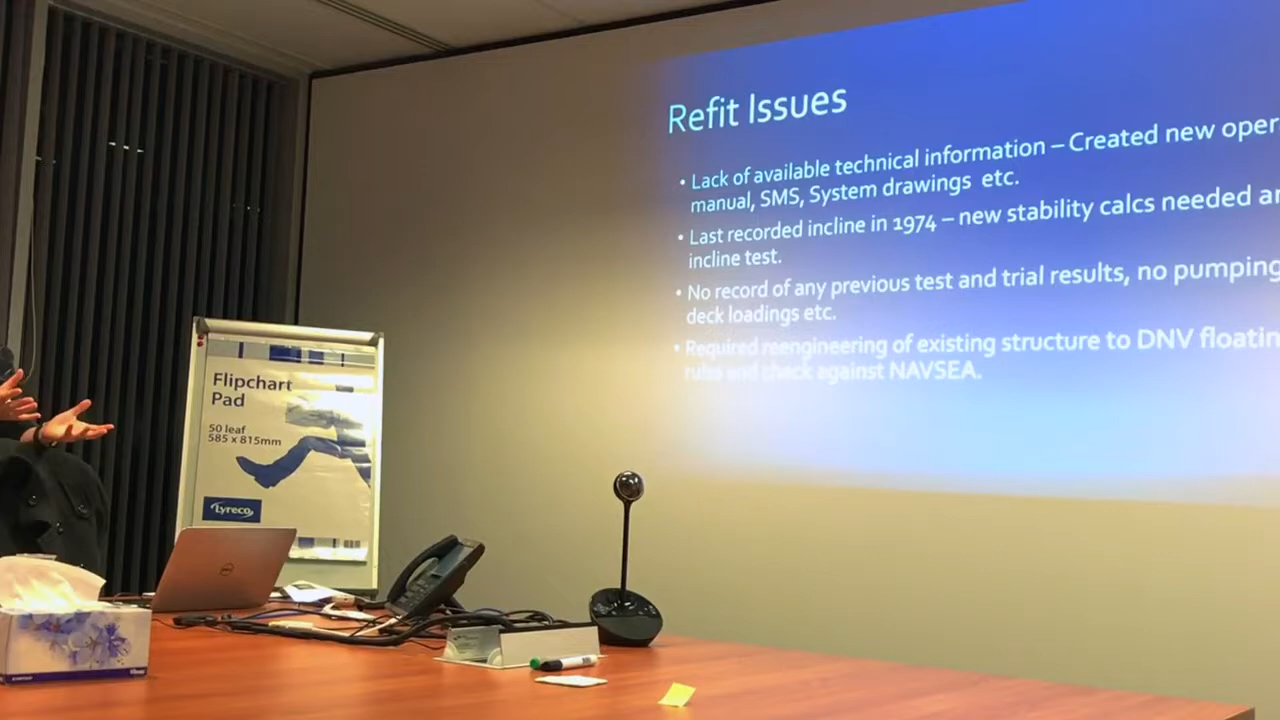 Refit Issues
• Lack of available technical information – Created new oper
manual, SMS, System drawings etc.
• Last recorded incline in 1974 – new stability calcs needed an
incline test.
• No record of any previous test and trial results, no pumping
deck loadings etc.
• Required reengineering of existing structure to DNV floatin
rules and check against NAVSEA.
Flipchart
Pad
50 leaf
585 x 815mm
Lyreco
DELL